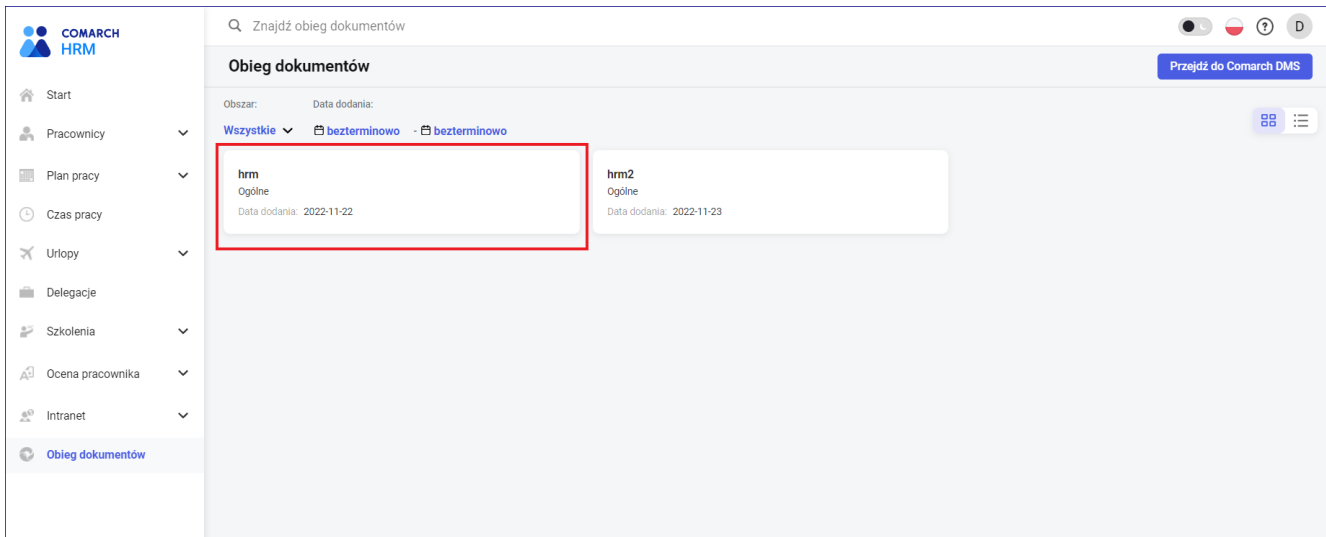 COMARCH
HRM
Start
Pracownicy
Plan pracy
Czas pracy
Urlopy
Delegacje
Szkolenia
Ocena pracownika
Intranet
Obieg dokumentów
Znajdź obieg dokumentów
D
Obieg dokumentów
Przejdź do Comarch DMS
Obszar: Data dodania:
Wszystkie bezterminowo - bezterminowo
hrm
Ogólne
Data dodania: 2022-11-22
hrm2
Ogólne
Data dodania: 2022-11-23